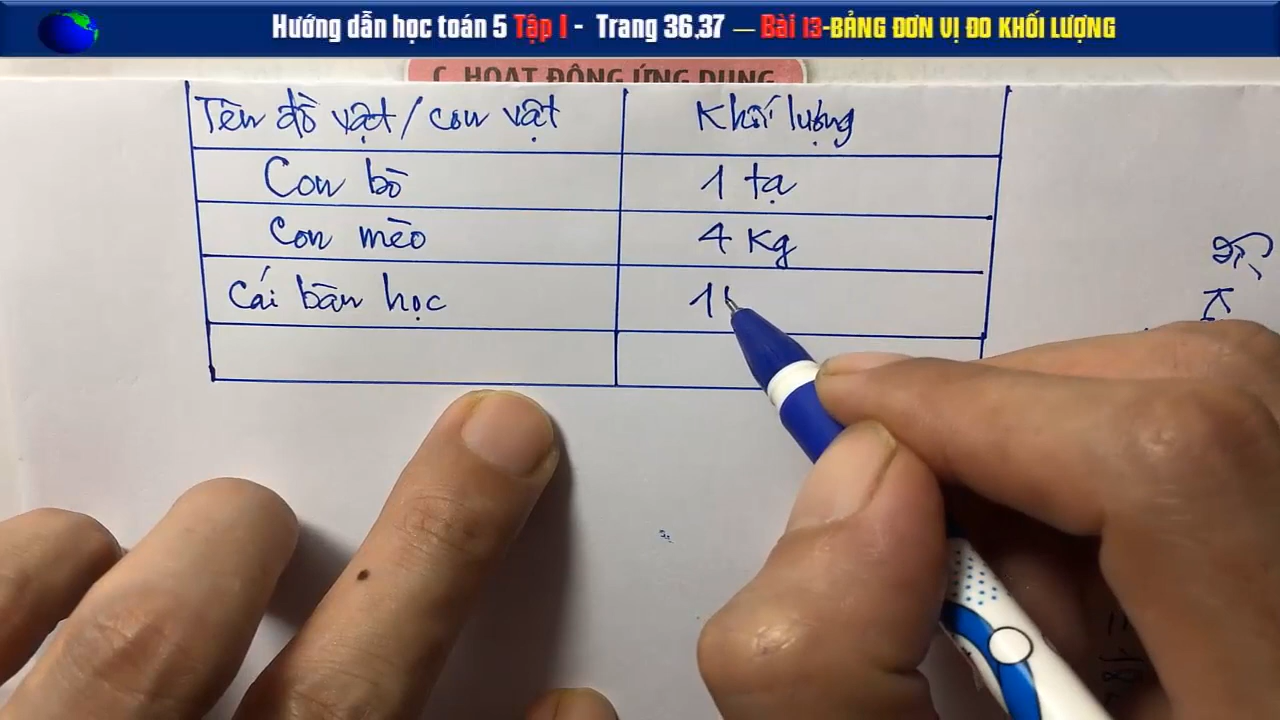 Hướng dẫn học toán 5 Tập I - Trang 36,37 — Bài 13-BẢNG ĐƠN VỊ ĐO KHỐI LƯỢNG
C. HOẠT ĐỘNG ỨNG DỤNG
Tên đồ vật/con vật Khối lượng
Con bò 1 tạ
Con mèo 4 Kg
Cái bàn học 1